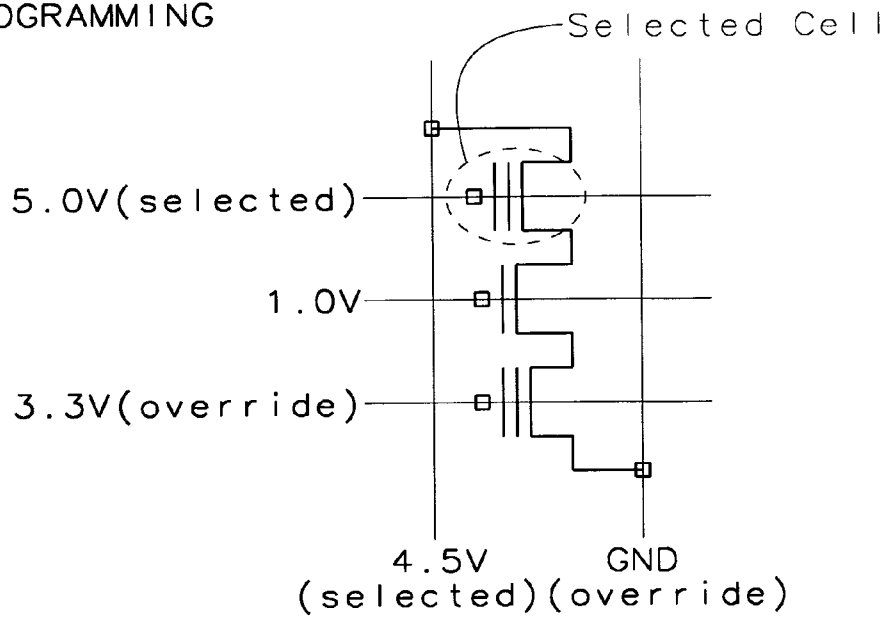 OGRAMMING
Selected Cell
5.0V(selected)
1.0V
3.3V(override)
4.5V GND
(selected)(override)